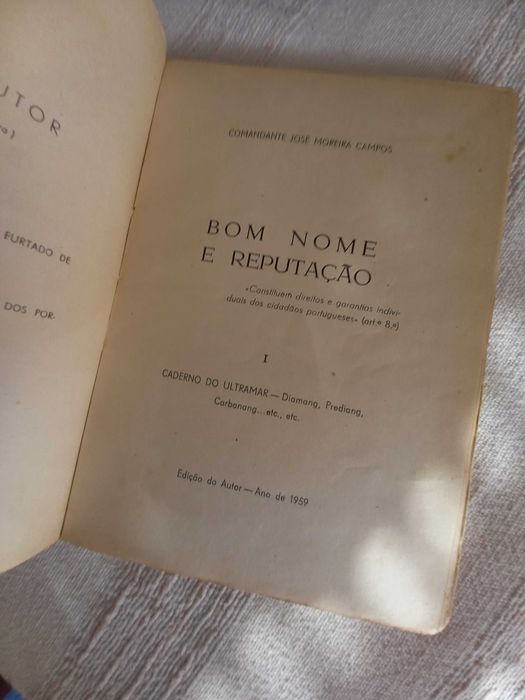 UTOR
FURTADO DE
DOS POR-
COMANDANTE JOSÉ MOREIRA CAMPOS
BOM NOME
E REPUTAÇÃO
«Constituem direitos e garantias indivi-
duais dos cidadãos portugueses» (art.º 8.º)
I
CADERNO DO ULTRAMAR — Diamang, Prediang,
Carbonang...etc., etc.
Edição do Autor — Ano de 1959